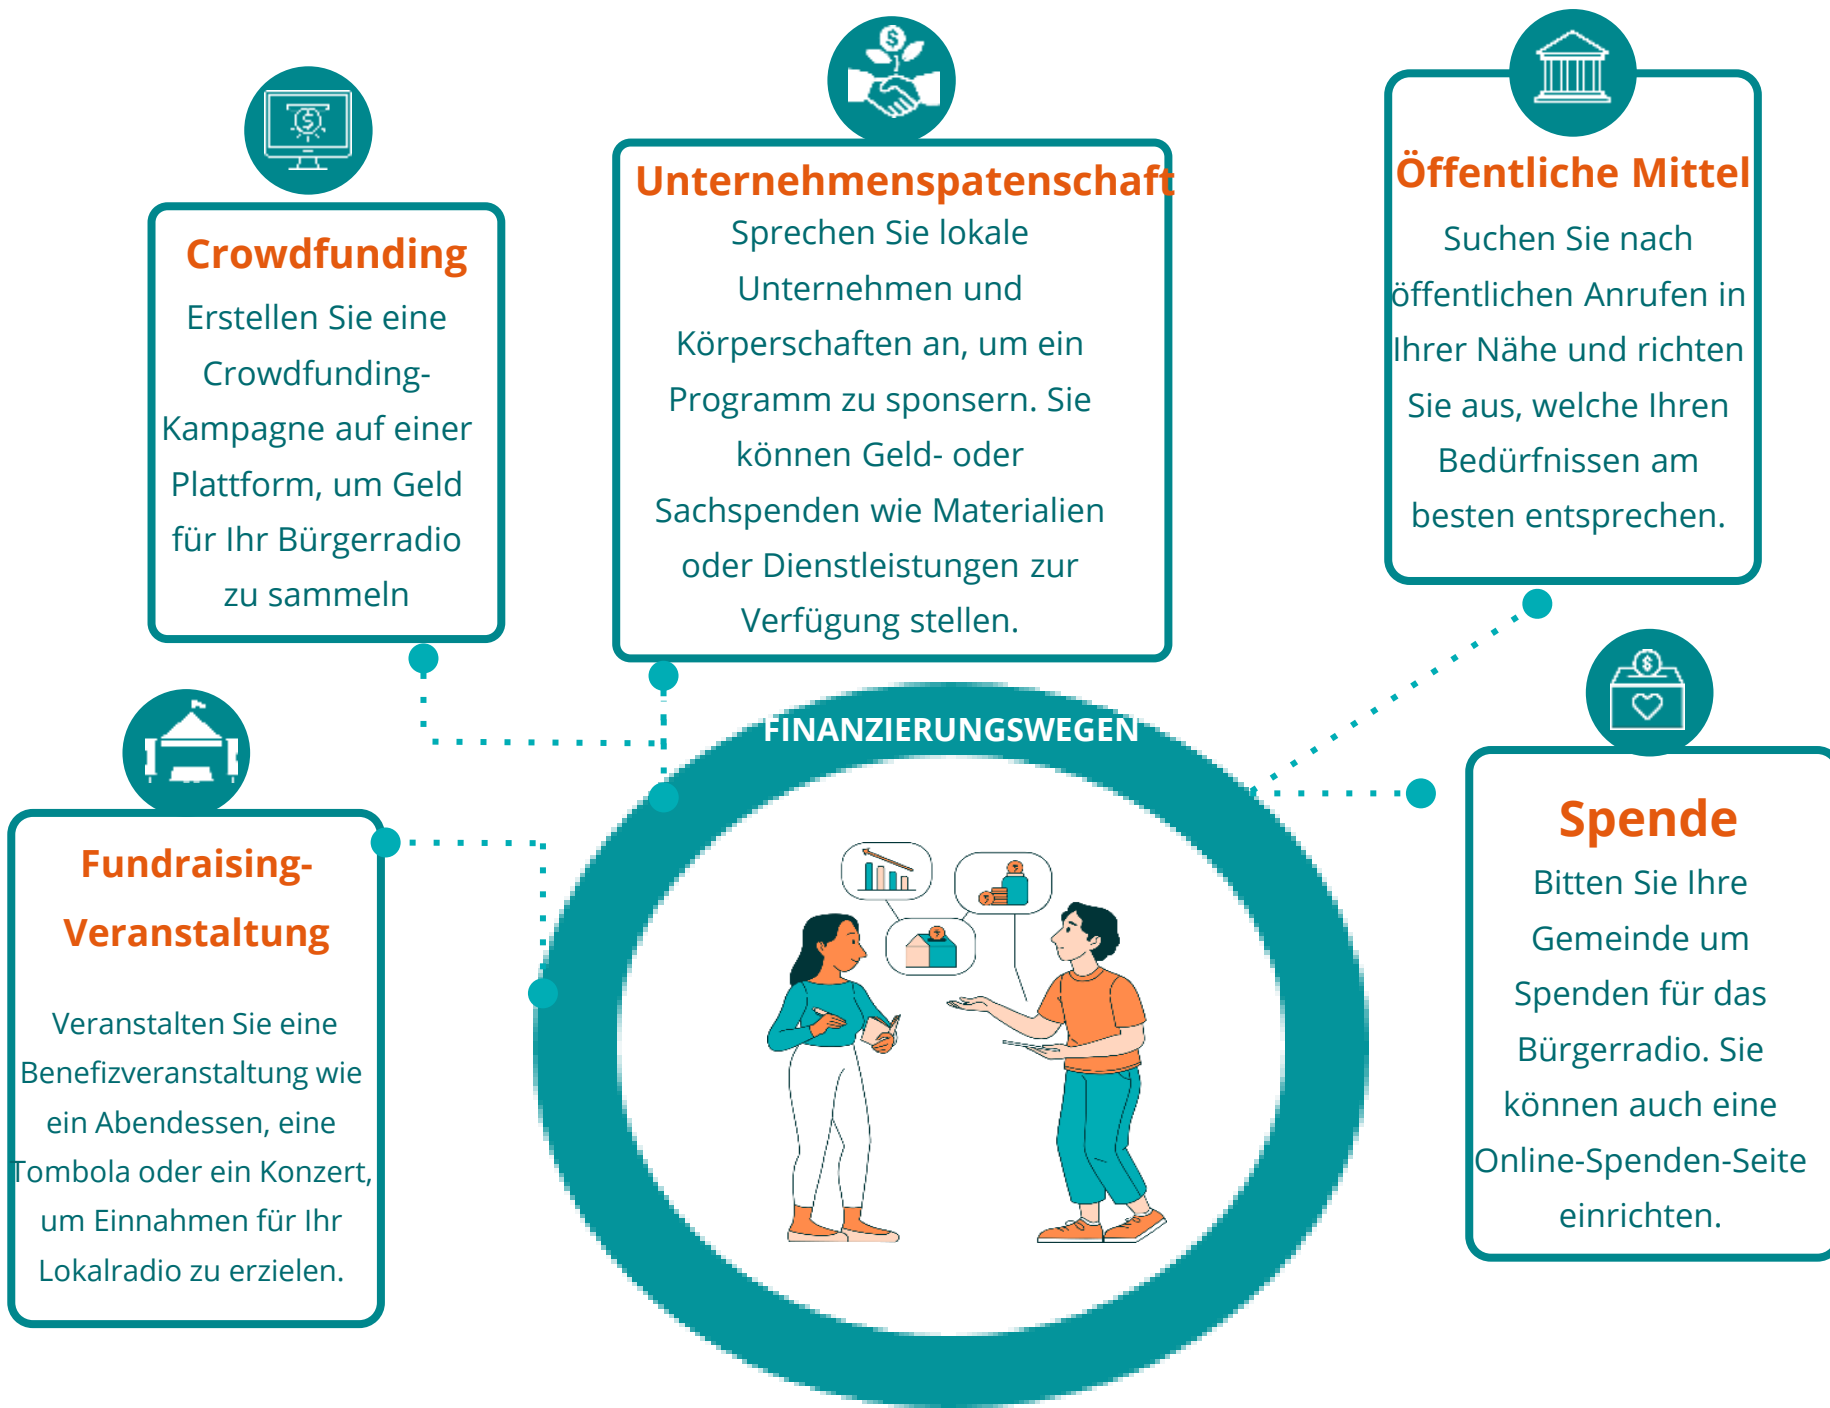 Crowdfunding
Erstellen Sie eine
Crowdfunding-
Kampagne auf einer
Plattform, um Geld
für Ihr Bürgerradio
zu sammeln
Unternehmenspatenschaft
Sprechen Sie lokale
Unternehmen und
Körperschaften an, um ein
Programm zu sponsern. Sie
können Geld- oder
Sachspenden wie Materialien
oder Dienstleistungen zur
Verfügung stellen.
Öffentliche Mittel
Suchen Sie nach
öffentlichen Anrufen in
Ihrer Nähe und richten
Sie aus, welche Ihren
Bedürfnissen am
besten entsprechen.
FINANZIERUNGSWEGEN
Fundraising-
Veranstaltung
Veranstalten Sie eine
Benefizveranstaltung wie
ein Abendessen, eine
Tombola oder ein Konzert,
um Einnahmen für Ihr
Lokalradio zu erzielen.
Spende
Bitten Sie Ihre
Gemeinde um
Spenden für das
Bürgerradio. Sie
können auch eine
Online-Spenden-Seite
einrichten.